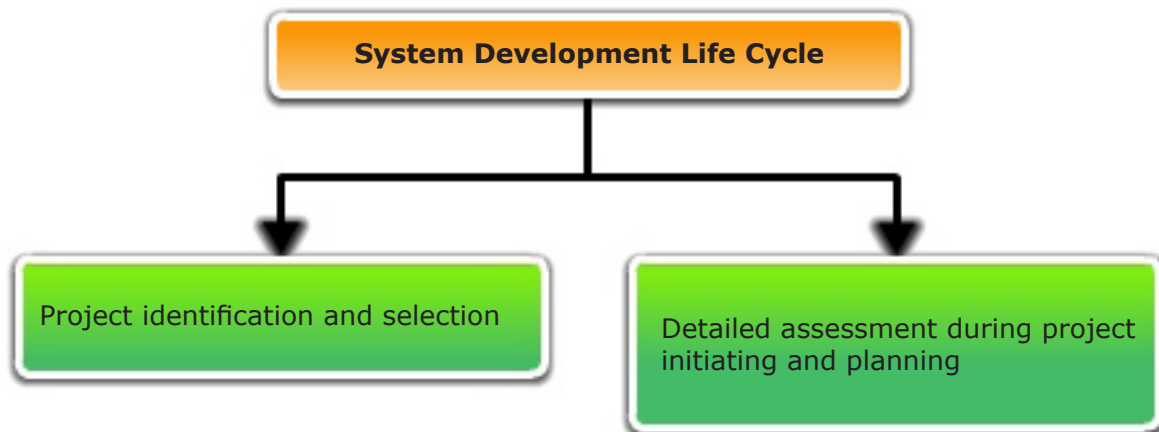 System Development Life Cycle
Project identification and selection
Detailed assessment during project
initiating and planning